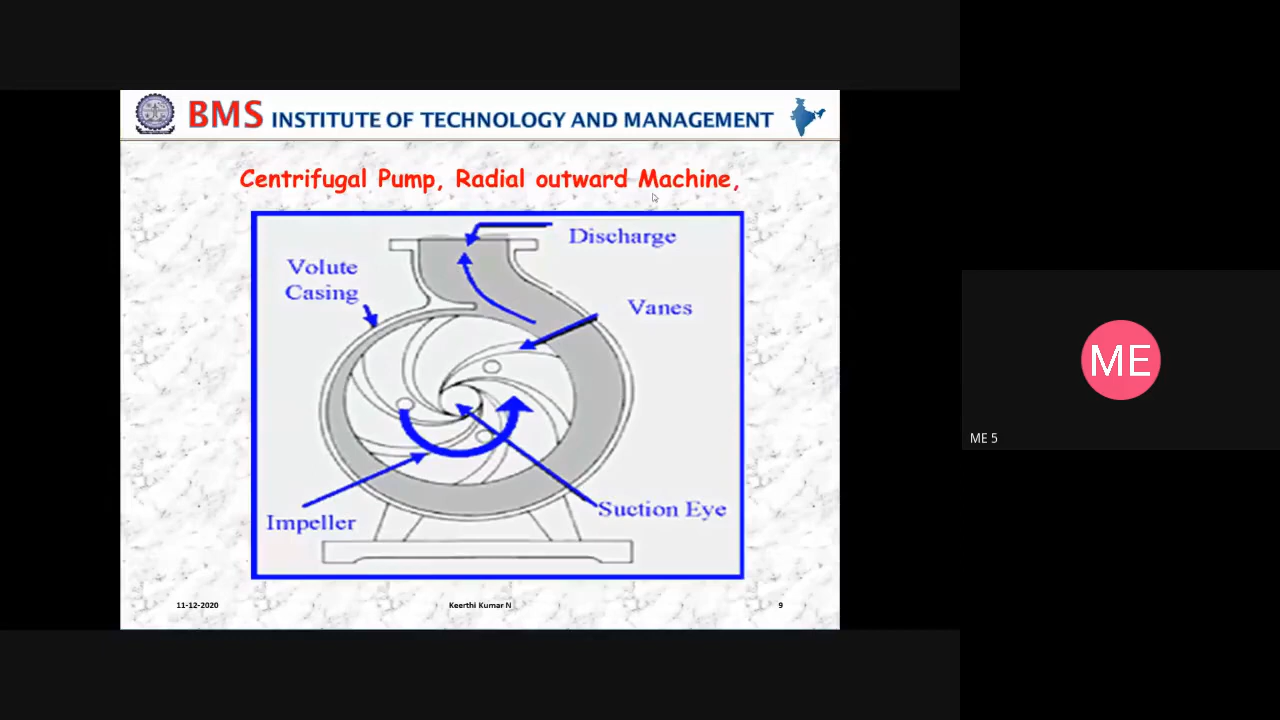 BMS INSTITUTE OF TECHNOLOGY AND MANAGEMENT
Centrifugal Pump, Radial outward Machine,
Discharge
Volute
Casing
Vanes
Suction Eye
Impeller
11-12-2020
Keerthi Kumar N
9
ME
ME 5